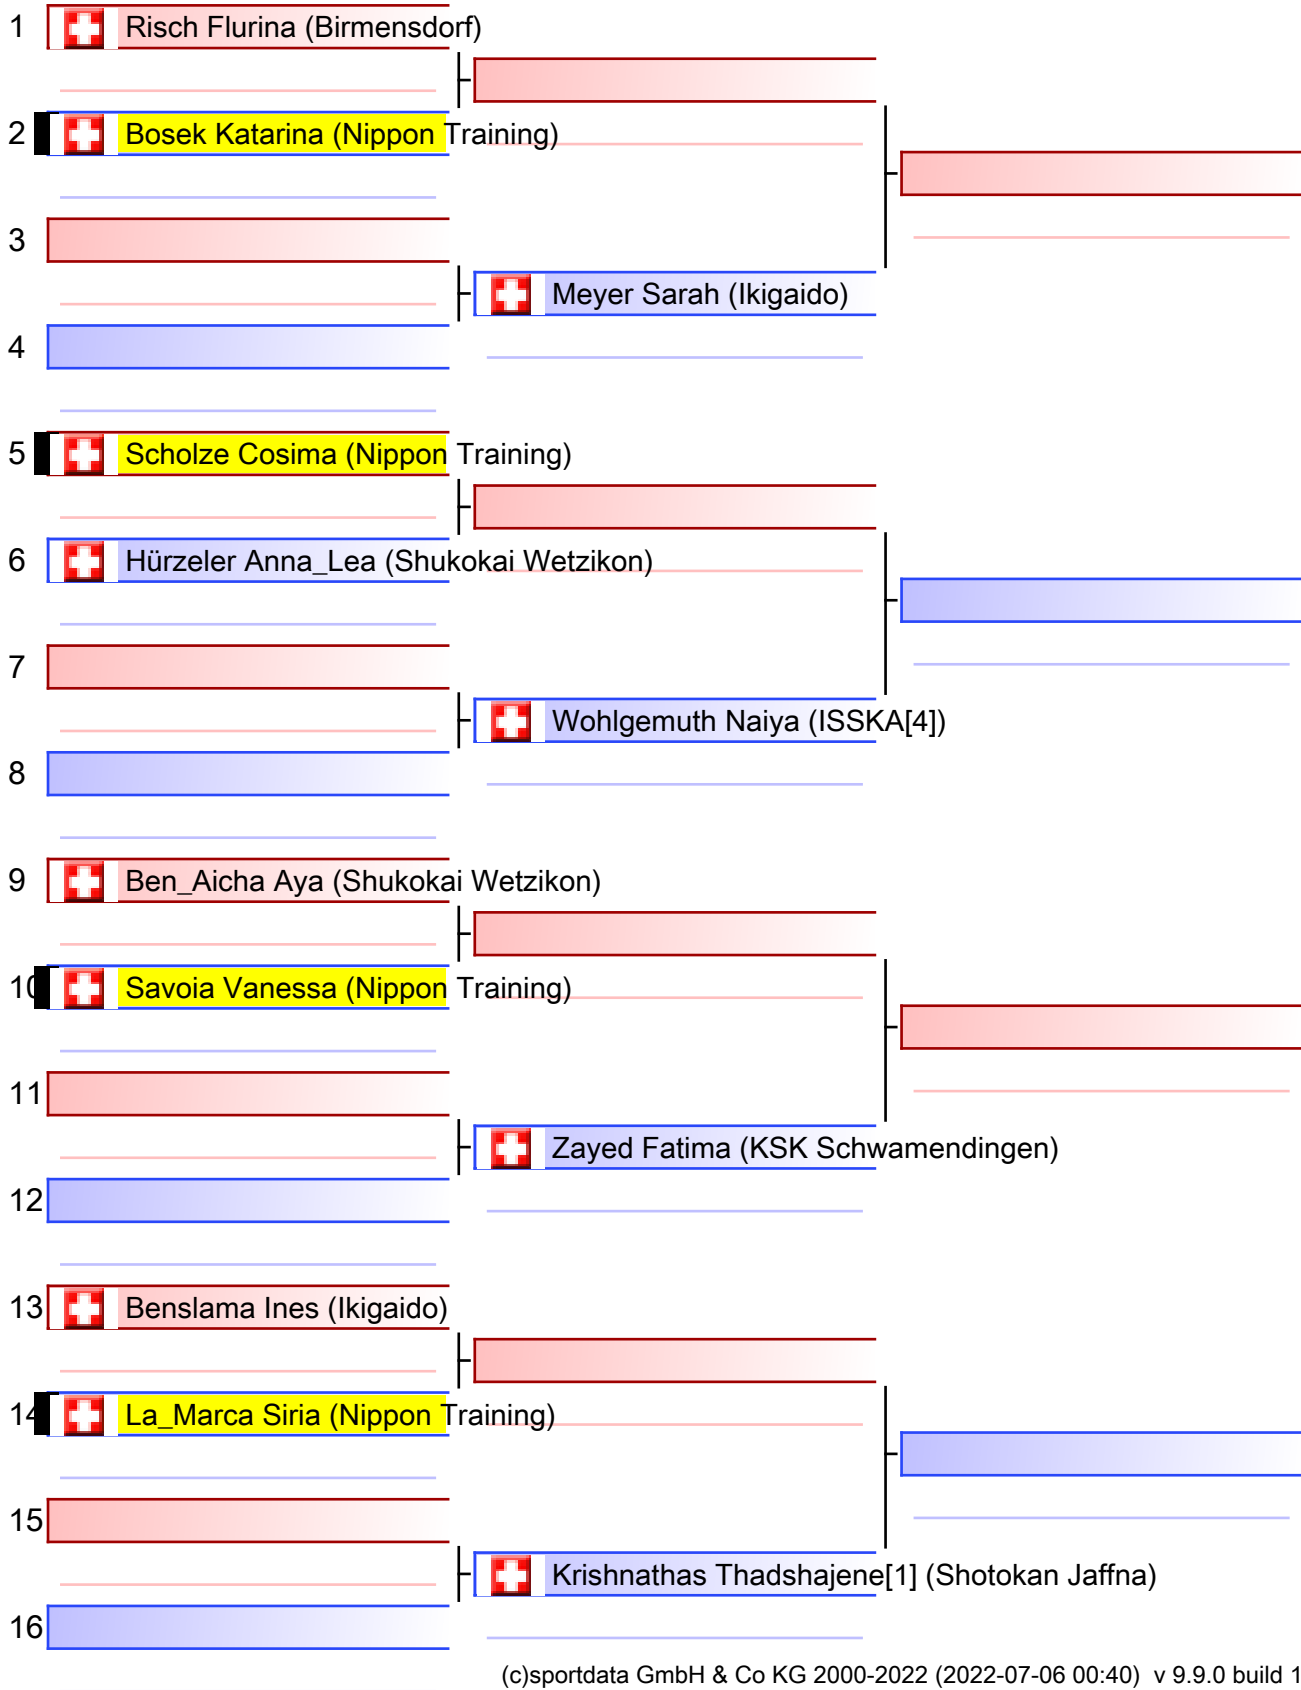 1 Risch Flurina (Birmensdorf)
2 Bosek Katarina (Nippon Training)
3
Meyer Sarah (Ikigaido)
4
5 Scholze Cosima (Nippon Training)
6 Hürzeler Anna_Lea (Shukokai Wetzikon)
7
Wohlgemuth Naiya (ISSKA[4])
8
9 Ben_Aicha Aya (Shukokai Wetzikon)
10 Savoia Vanessa (Nippon Training)
11
Zayed Fatima (KSK Schwamendingen)
12
13 Benslama Ines (Ikigaido)
14 La_Marca Siria (Nippon Training)
15
Krishnathas Thadshajene[1] (Shotokan Jaffna)
16
(c)sportdata GmbH & Co KG 2000-2022 (2022-07-06 00:40) v 9.9.0 build 1